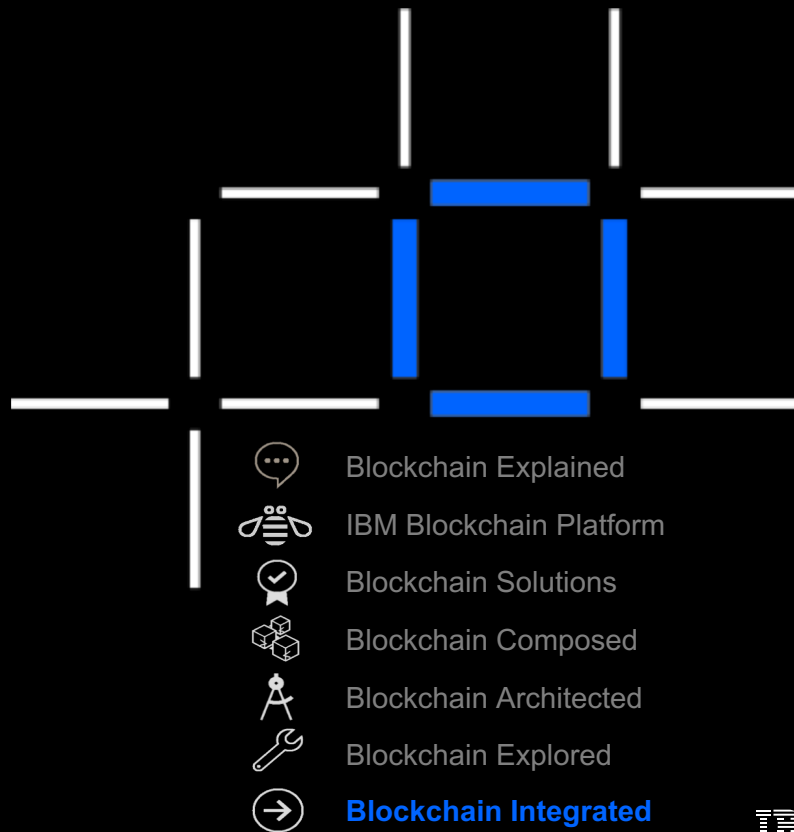 Blockchain Explained
IBM Blockchain Platform
Blockchain Solutions
Blockchain Composed
Blockchain Architected
Blockchain Explored
Blockchain Integrated